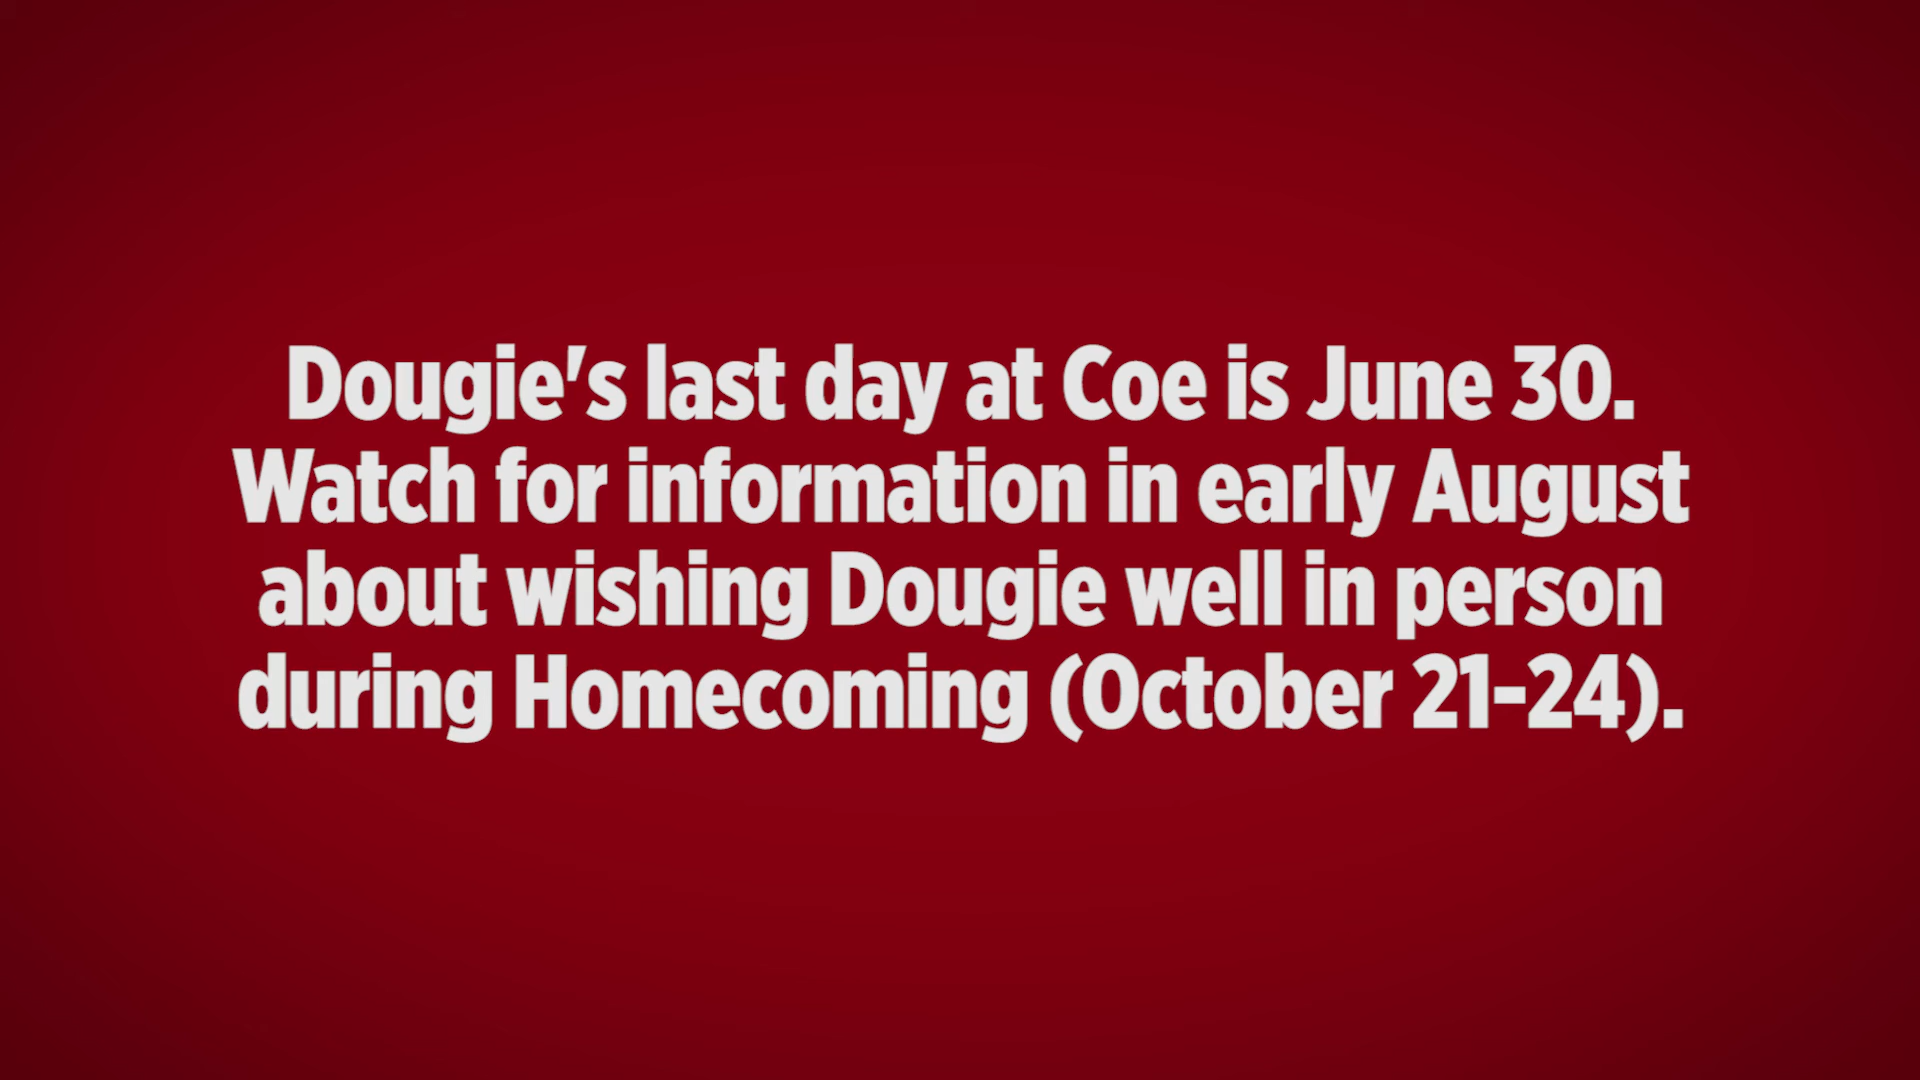 Dougie's last day at Coe is June 30.
Watch for information in early August
about wishing Dougie well in person
during Homecoming (October 21-24).